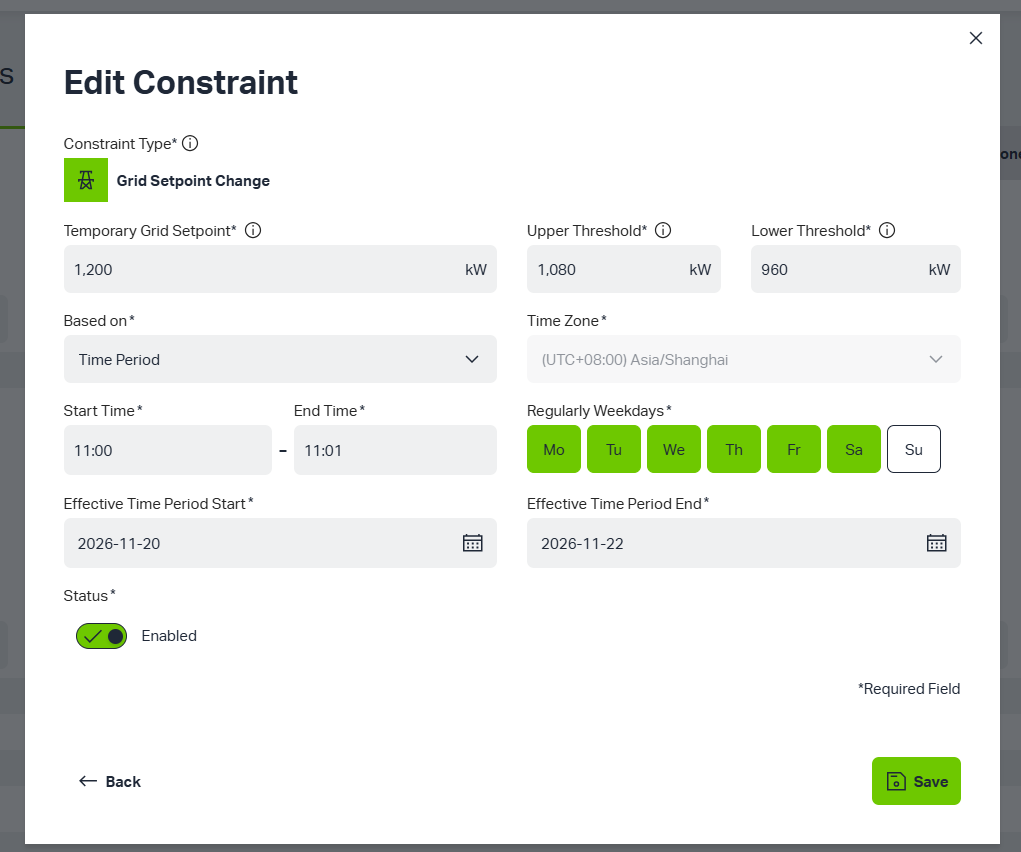 s
Edit Constraint
Constraint Type*
Grid Setpoint Change
Temporary Grid Setpoint* Upper Threshold* Lower Threshold*
1,200 kW 1,080 kW 960 kW
Based on* Time Zone*
Time Period (UTC+08:00) Asia/Shanghai
Start Time* End Time* Regularly Weekdays*
11:00 – 11:01 Mo Tu We Th Fr Sa Su
Effective Time Period Start* Effective Time Period End*
2026-11-20 2026-11-22
Status*
Enabled
*Required Field
Back Save